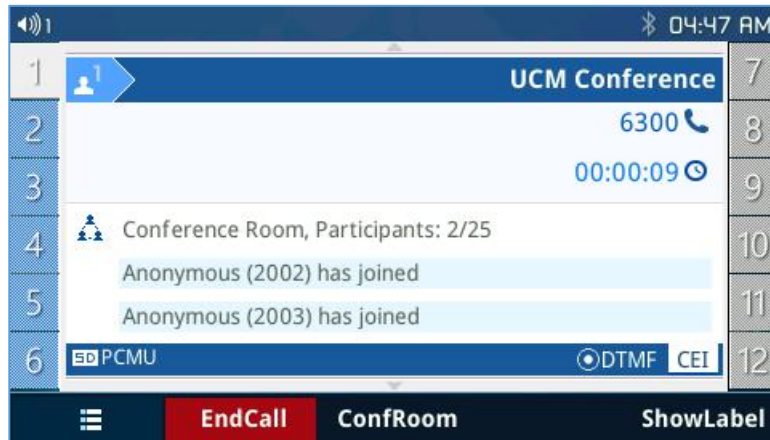 1 04:47 AM
1 1 UCM Conference 7
2 6300 8
3 00:00:09 9
4 Conference Room, Participants: 2/25 10
Anonymous (2002) has joined
5 Anonymous (2003) has joined 11
6 SD PCMU DTMF CEI 12
EndCall ConfRoom ShowLabel